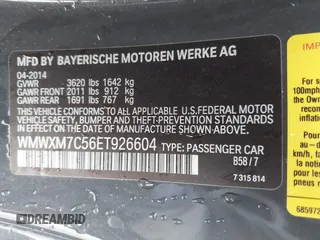 MFD BY BAYERISCHE MOTOREN WERKE AG
04-2014
GVWR 3620 lbs 1642 kg
GAWR FRONT 2011 lbs 912 kg
GAWR REAR 1691 lbs 767 kg
THIS VEHICLE CONFORMS TO ALL APPLICABLE U.S. FEDERAL MOTOR
VEHICLE SAFETY, BUMPER, AND THEFT PREVENTION STANDARDS
IN EFFECT ON THE DATE OF MANUFACTURE SHOWN ABOVE.
WMWXM7C56ET926604 TYPE: PASSENGER CAR
B58 / 7
7 315 814
100mph
685972
DREAMBID